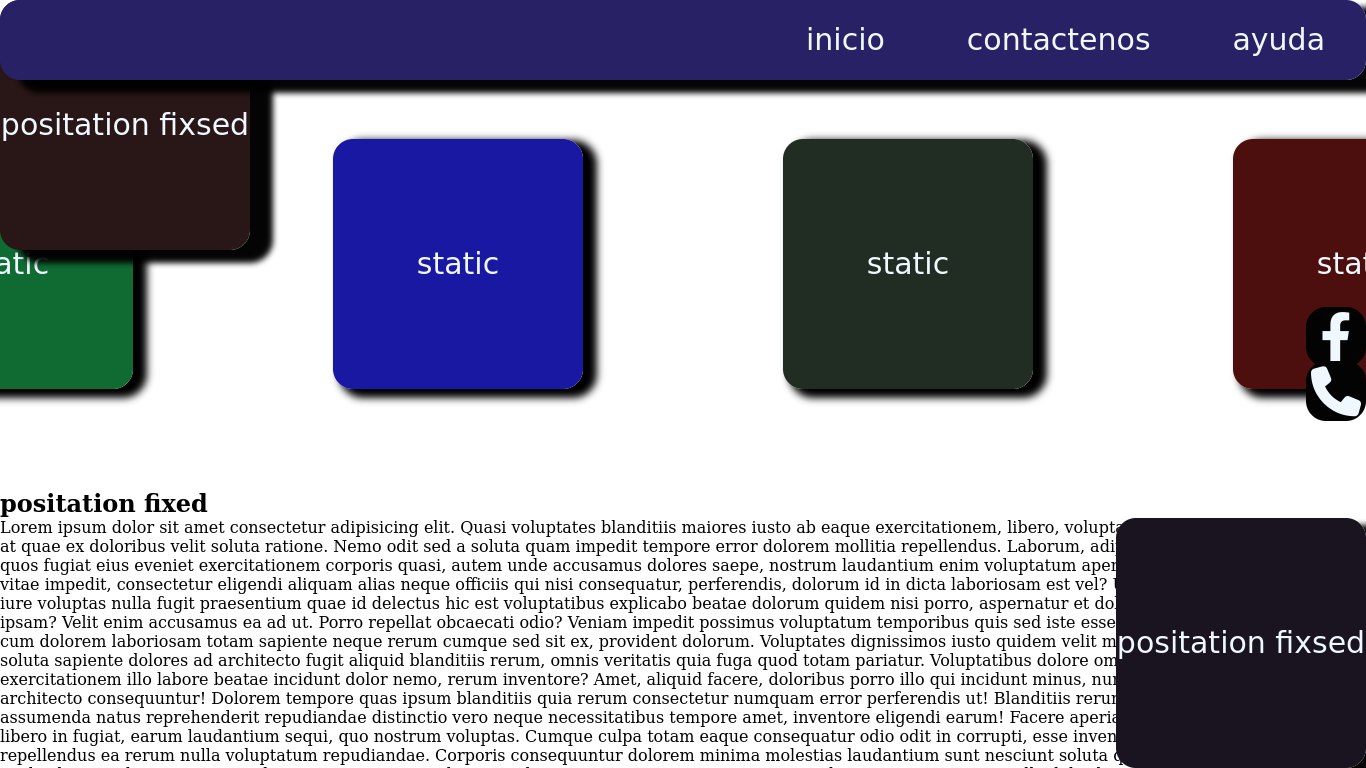 inicio contactenos ayuda
positation fixsed
atic static static stat
positation fixed
Lorem ipsum dolor sit amet consectetur adipisicing elit. Quasi voluptates blanditiis maiores iusto ab eaque exercitationem, libero, volupta
at quae ex doloribus velit soluta ratione. Nemo odit sed a soluta quam impedit tempore error dolorem mollitia repellendus. Laborum, adi
quos fugiat eius eveniet exercitationem corporis quasi, autem unde accusamus dolores saepe, nostrum laudantium enim voluptatum aper
vitae impedit, consectetur eligendi aliquam alias neque officiis qui nisi consequatur, perferendis, dolorum id in dicta laboriosam est vel?
iure voluptas nulla fugit praesentium quae id delectus hic est voluptatibus explicabo beatae dolorum quidem nisi porro, aspernatur et do
ipsam? Velit enim accusamus ea ad ut. Porro repellat obcaecati odio? Veniam impedit possimus voluptatum temporibus quis sed iste esse
cum dolorem laboriosam totam sapiente neque rerum cumque sed sit ex, provident dolorum. Voluptates dignissimos iusto quidem velit m
soluta sapiente dolores ad architecto fugit aliquid blanditiis rerum, omnis veritatis quia fuga quod totam pariatur. Voluptatibus dolore om
exercitationem illo labore beatae incidunt dolor nemo, rerum inventore? Amet, aliquid facere, doloribus porro illo qui incidunt minus, nu
architecto consequuntur! Dolorem tempore quas ipsum blanditiis quia rerum consectetur numquam error perferendis ut! Blanditiis rerum
assumenda natus reprehenderit repudiandae distinctio vero neque necessitatibus tempore amet, inventore eligendi earum! Facere aperia
libero in fugiat, earum laudantium sequi, quo nostrum voluptas. Cumque culpa totam eaque consequatur odio odit in corrupti, esse inven
repellendus ea rerum nulla voluptatum repudiandae. Corporis consequuntur dolorem minima molestias laudantium sunt nesciunt soluta
positation fixsed